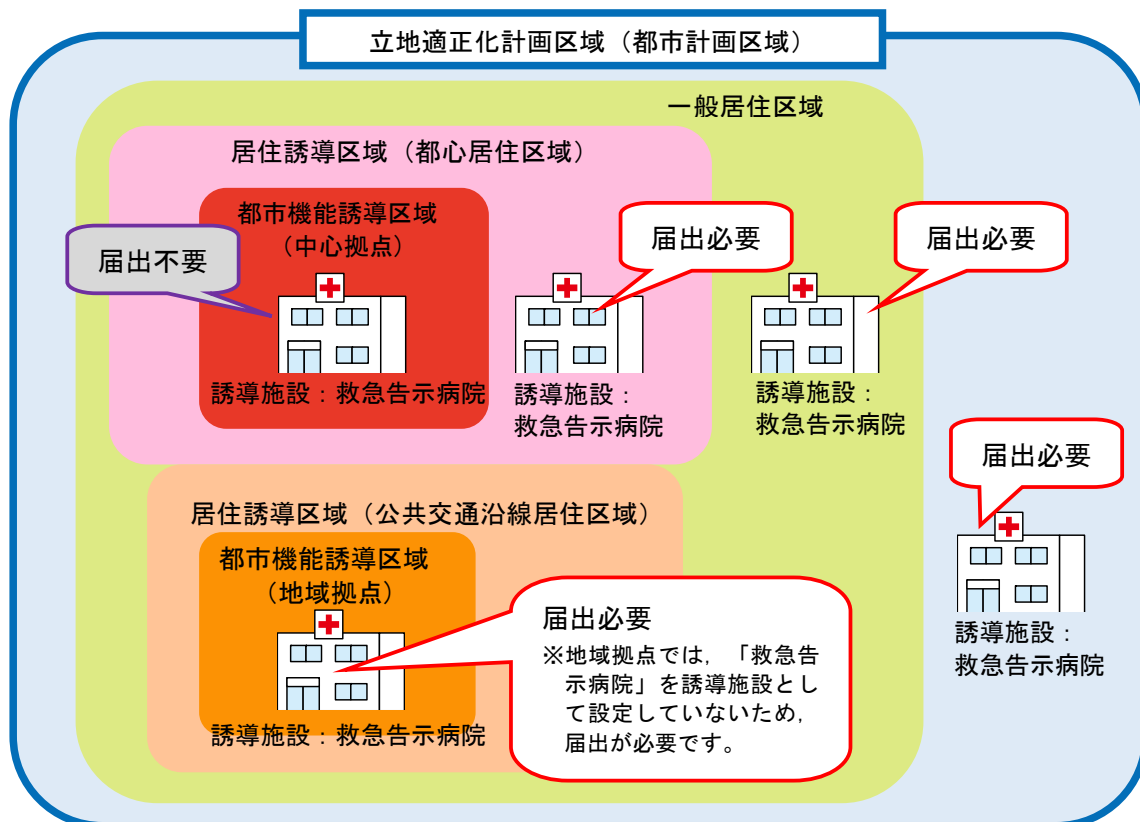 立地適正化計画区域（都市計画区域）
一般居住区域
居住誘導区域（都心居住区域）
都市機能誘導区域
（中心拠点）
届出不要
誘導施設：救急告示病院
届出必要
誘導施設：
救急告示病院
届出必要
誘導施設：
救急告示病院
届出必要
誘導施設：
救急告示病院
居住誘導区域（公共交通沿線居住区域）
都市機能誘導区域
（地域拠点）
誘導施設：救急告示病院
届出必要
※地域拠点では，「救急告
示病院」を誘導施設とし
て設定していないため，
届出が必要です。